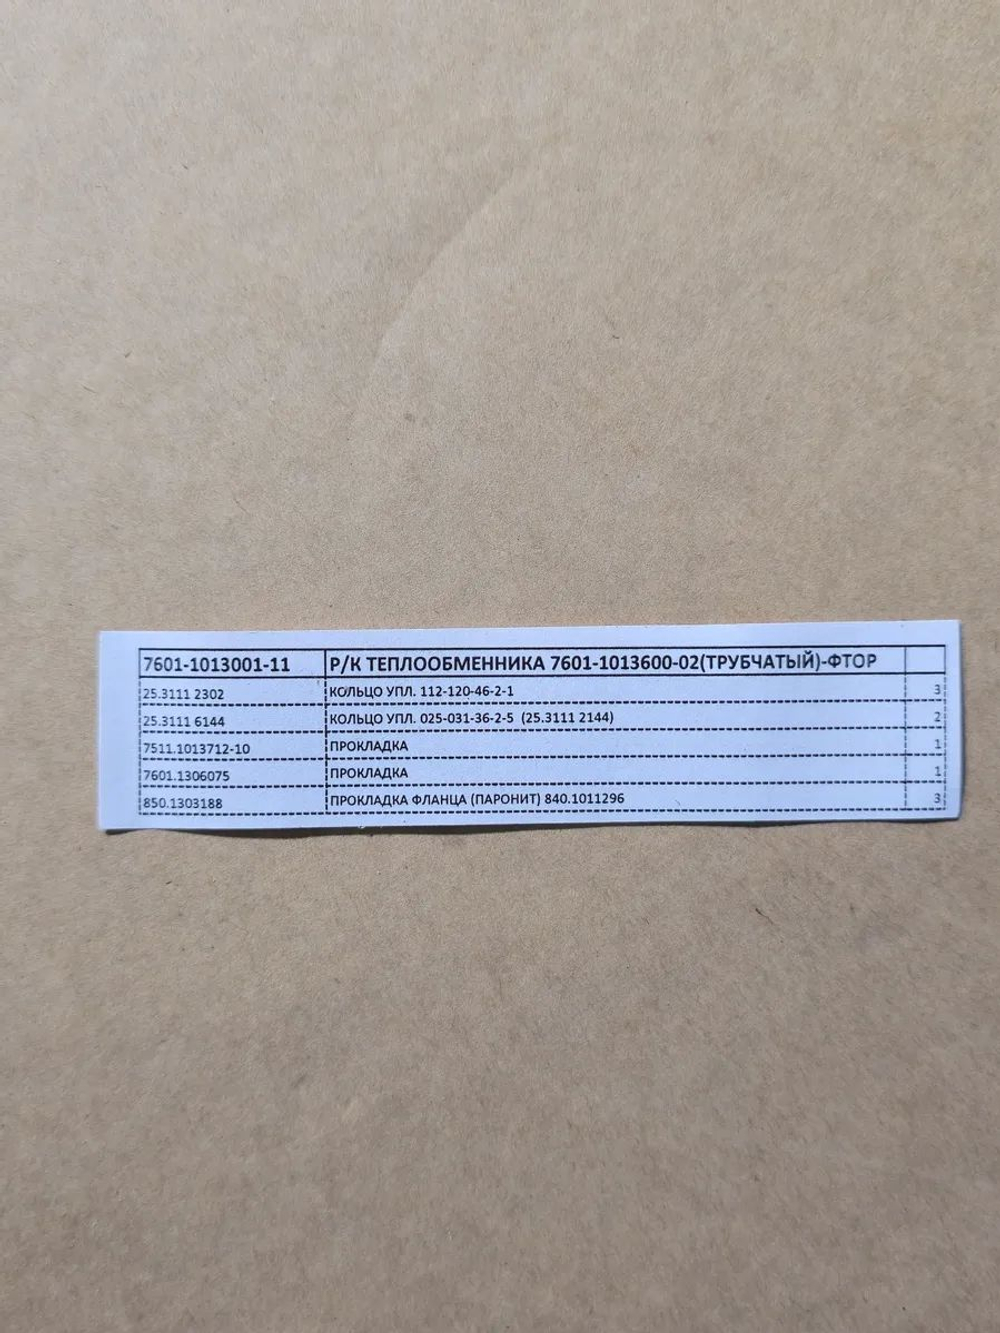 7601-1013001-11 Р/К ТЕПЛООБМЕННИКА 7601-1013600-02(ТРУБЧАТЫЙ)-ФТОР
25.3111 2302 КОЛЬЦО УПЛ. 112-120-46-2-1 3
25.3111 6144 КОЛЬЦО УПЛ. 025-031-36-2-5 (25.3111 2144) 2
7511.1013712-10 ПРОКЛАДКА 1
7601.1306075 ПРОКЛАДКА 1
850.1303188 ПРОКЛАДКА ФЛАНЦА (ПАРОНИТ) 840.1011296 3